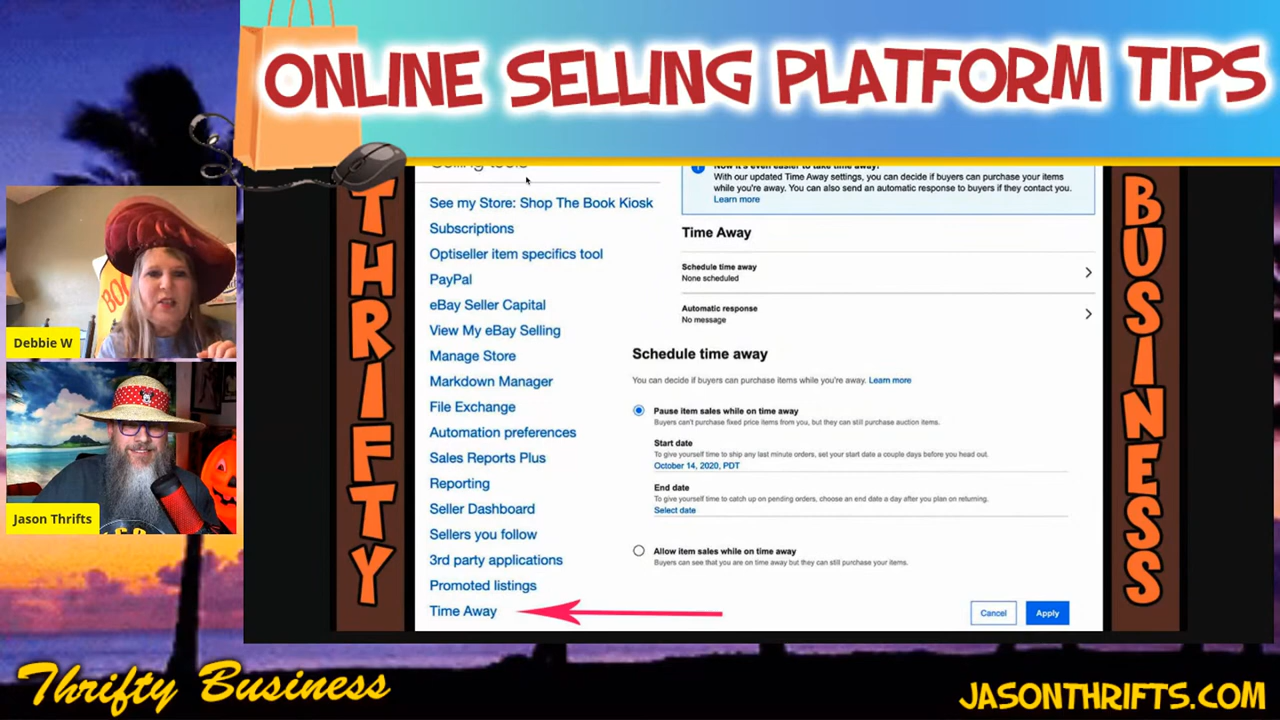 ONLINE SELLING PLATFORM TIPS
THRIFTY
BUSINESS
Debbie W
Jason Thrifts
Selling tools
See my Store: Shop The Book Kiosk
Subscriptions
Optiseller item specifics tool
PayPal
eBay Seller Capital
View My eBay Selling
Manage Store
Markdown Manager
File Exchange
Automation preferences
Sales Reports Plus
Reporting
Seller Dashboard
Sellers you follow
3rd party applications
Promoted listings
Time Away
Now it's even easier to take time away!
With our updated Time Away settings, you can decide if buyers can purchase your items
while you're away. You can also send an automatic response to buyers if they contact you.
Learn more
Time Away
Schedule time away
None scheduled
Automatic response
No message
Schedule time away
You can decide if buyers can purchase items while you're away. Learn more
Pause item sales while on time away
Buyers can't purchase fixed price items from you, but they can still purchase auction items.
Start date
To give yourself time to ship any last minute orders, set your start date a couple days before you head out.
October 14, 2020, PDT
End date
To give yourself time to catch up on pending orders, choose an end date a day after you plan on returning.
Select date
Allow item sales while on time away
Buyers can see that you are on time away but they can still purchase your items.
Cancel
Apply
Thrifty Business
JASONTHRIFTS.COM